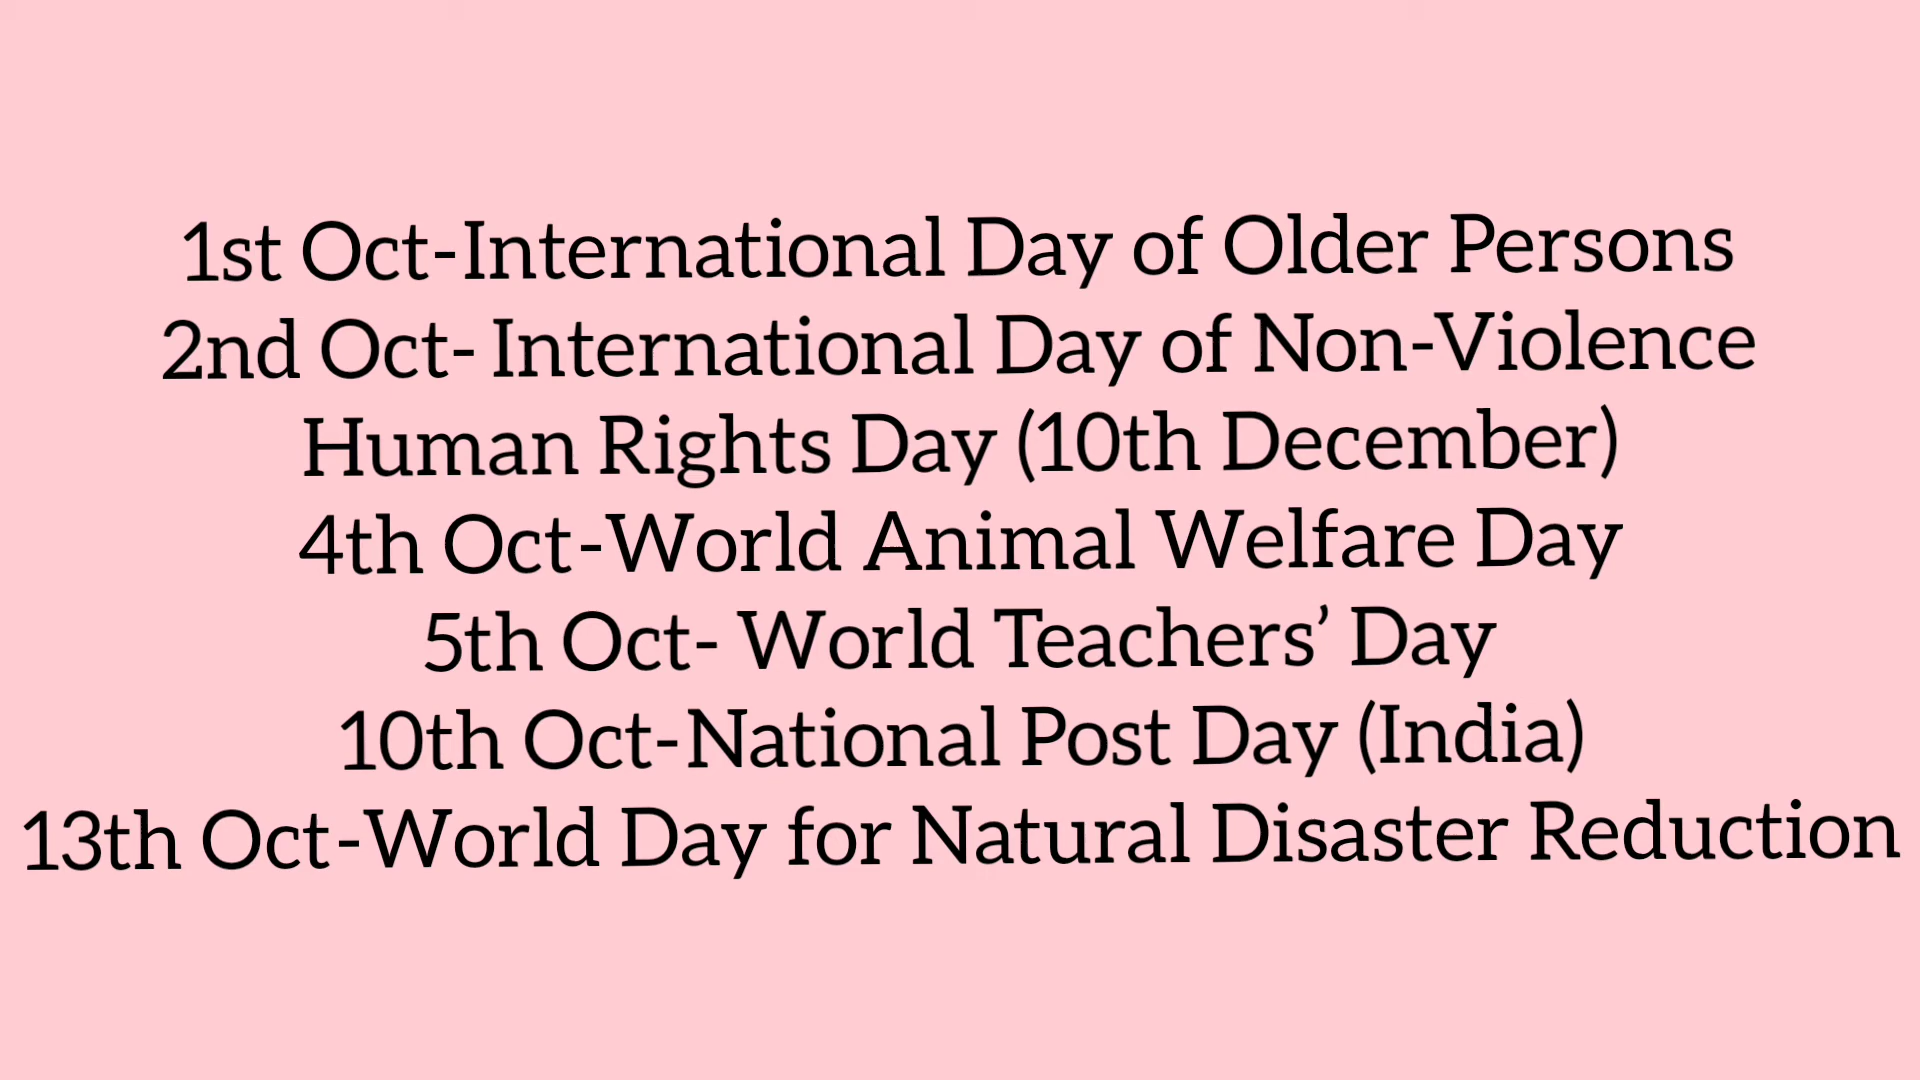 1st Oct-International Day of Older Persons
2nd Oct- International Day of Non-Violence
Human Rights Day (10th December)
4th Oct-World Animal Welfare Day
5th Oct- World Teachers’ Day
10th Oct-National Post Day (India)
13th Oct-World Day for Natural Disaster Reduction